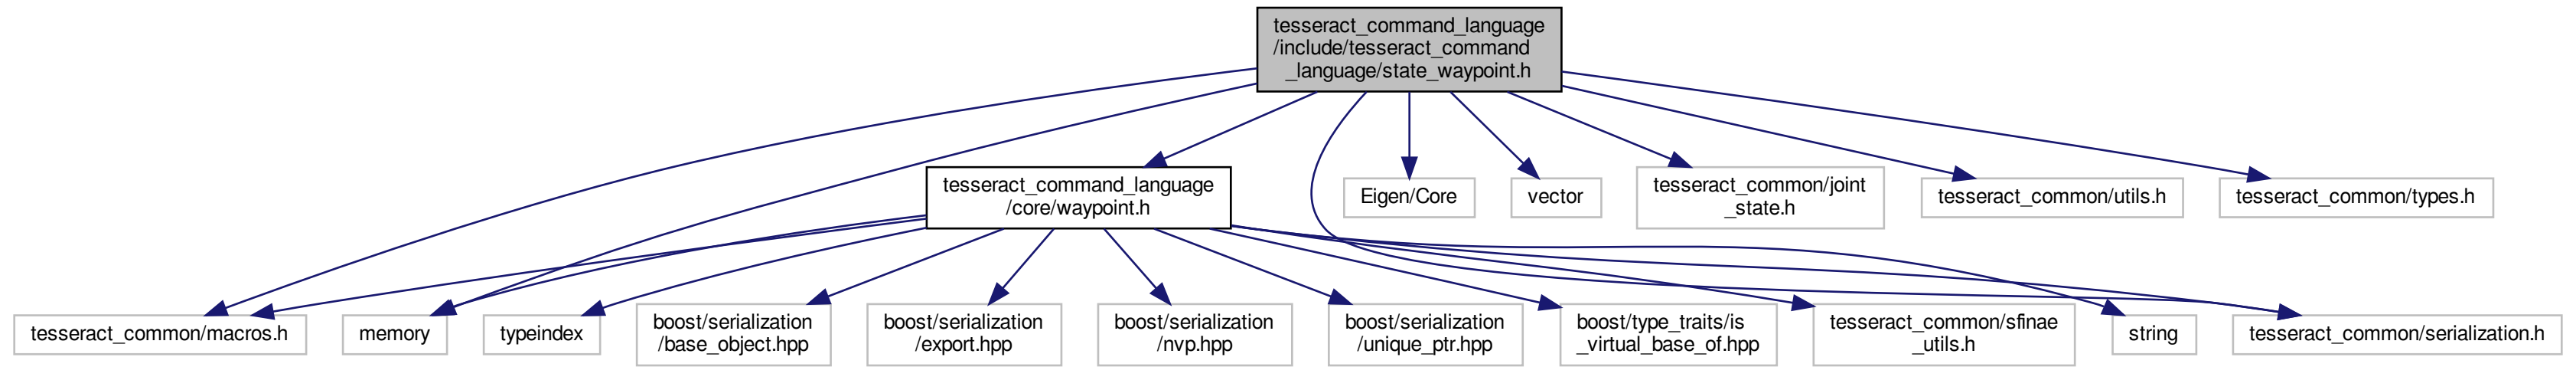 tesseract_command_language
/include/tesseract_command
_language/state_waypoint.h
tesseract_command_language
/core/waypoint.h
Eigen/Core
vector
tesseract_common/joint
_state.h
tesseract_common/utils.h
tesseract_common/types.h
tesseract_common/macros.h
memory
typeindex
boost/serialization
/base_object.hpp
boost/serialization
/export.hpp
boost/serialization
/nvp.hpp
boost/serialization
/unique_ptr.hpp
boost/type_traits/is
_virtual_base_of.hpp
tesseract_common/sfinae
_utils.h
string
tesseract_common/serialization.h